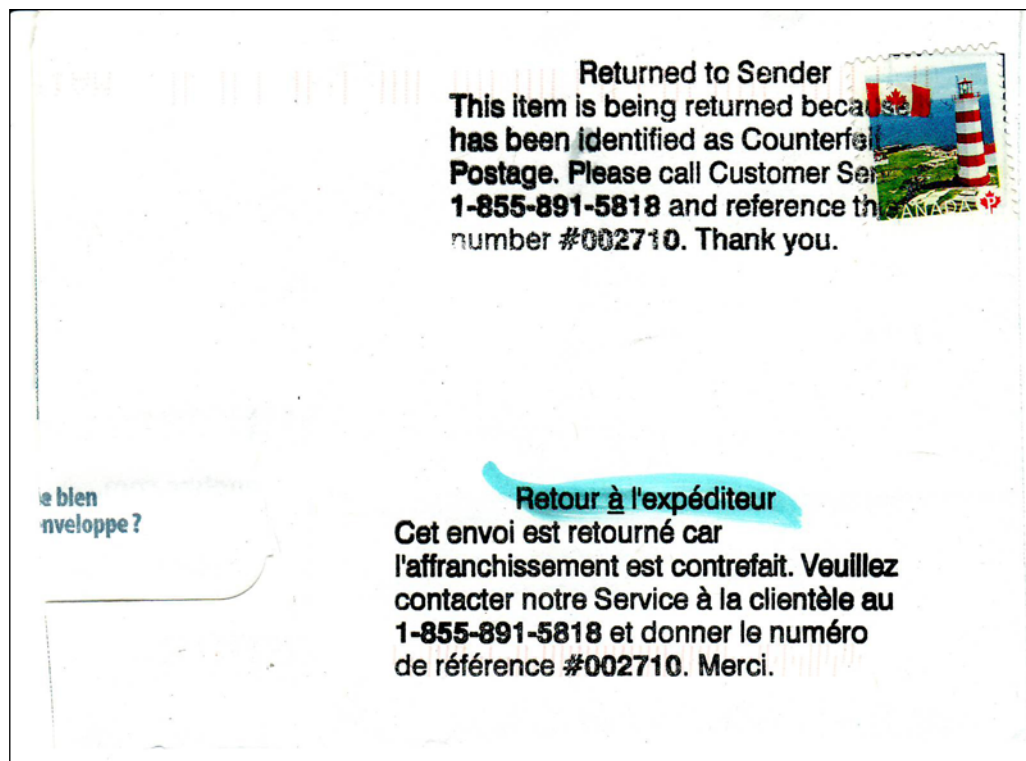 Returned to Sender
This item is being returned because
has been identified as Counterfeit
Postage. Please call Customer Ser
1-855-891-5818 and reference th
number #002710. Thank you.
CANADA P
e bien
nveloppe ?
Retour à l'expéditeur
Cet envoi est retourné car
l'affranchissement est contrefait. Veuillez
contacter notre Service à la clientèle au
1-855-891-5818 et donner le numéro
de référence #002710. Merci.